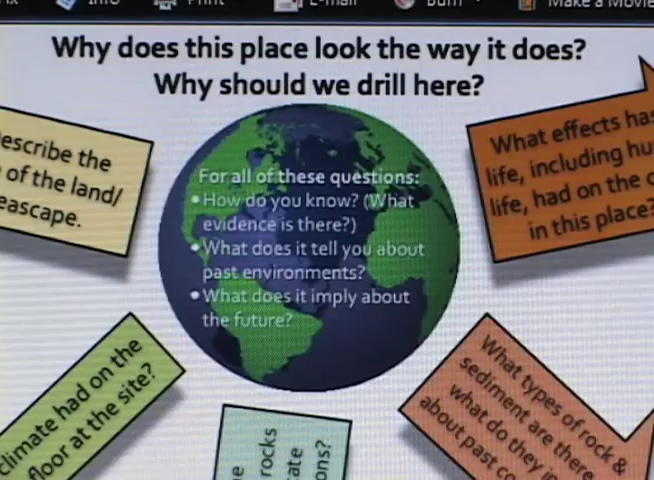 Info
Print
E-mail
Burn
Make a Movie
Why does this place look the way it does?
Why should we drill here?
escribe the
of the land/
eascape.
For all of these questions:
• How do you know? (What
evidence is there?)
• What does it tell you about
past environments?
• What does it imply about
the future?
What effects has
life, including hu
life, had on the
in this place?
climate had on the
floor at the site?
rocks
ate
ons?
What types of rock &
sediment are there
what do they
about past